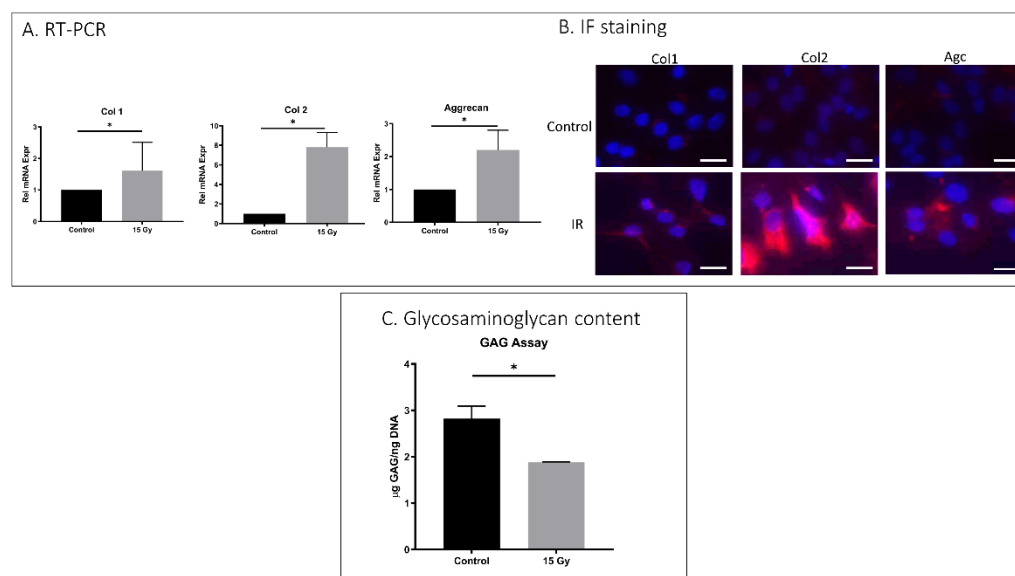 A. RT-PCR
Col 1
*
Rel mRNA Expr
3
2
1
0
Control
15 Gy
Col 2
*
Rel mRNA Expr
10
8
6
4
2
0
Control
15 Gy
Aggrecan
*
Rel mRNA Expr
3
2
1
0
Control
15 Gy
B. IF staining
Col1
Col2
Agc
Control
IR
C. Glycosaminoglycan content
GAG Assay
*
µg GAG/ng DNA
4
3
2
1
0
Control
15 Gy